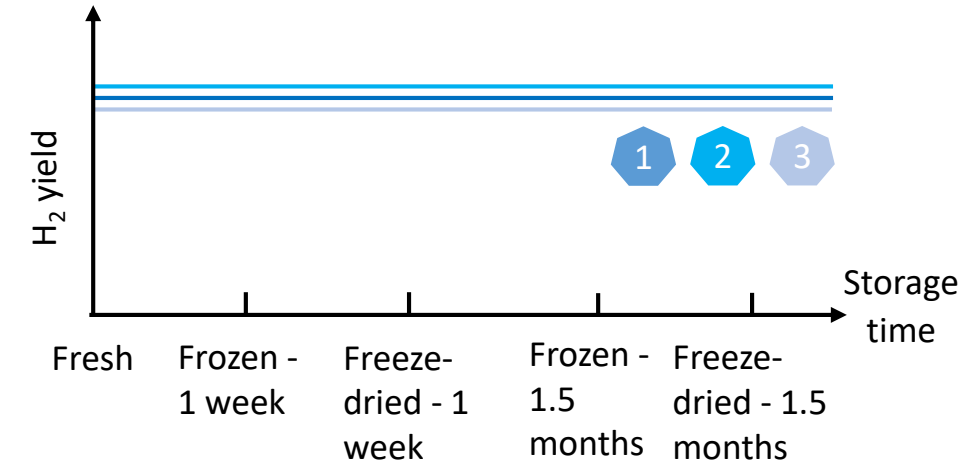 H₂ yield
1 2 3
Storage
time
Fresh
Frozen -
1 week
Freeze-
dried - 1
week
Frozen -
1.5
months
Freeze-
dried - 1.5
months